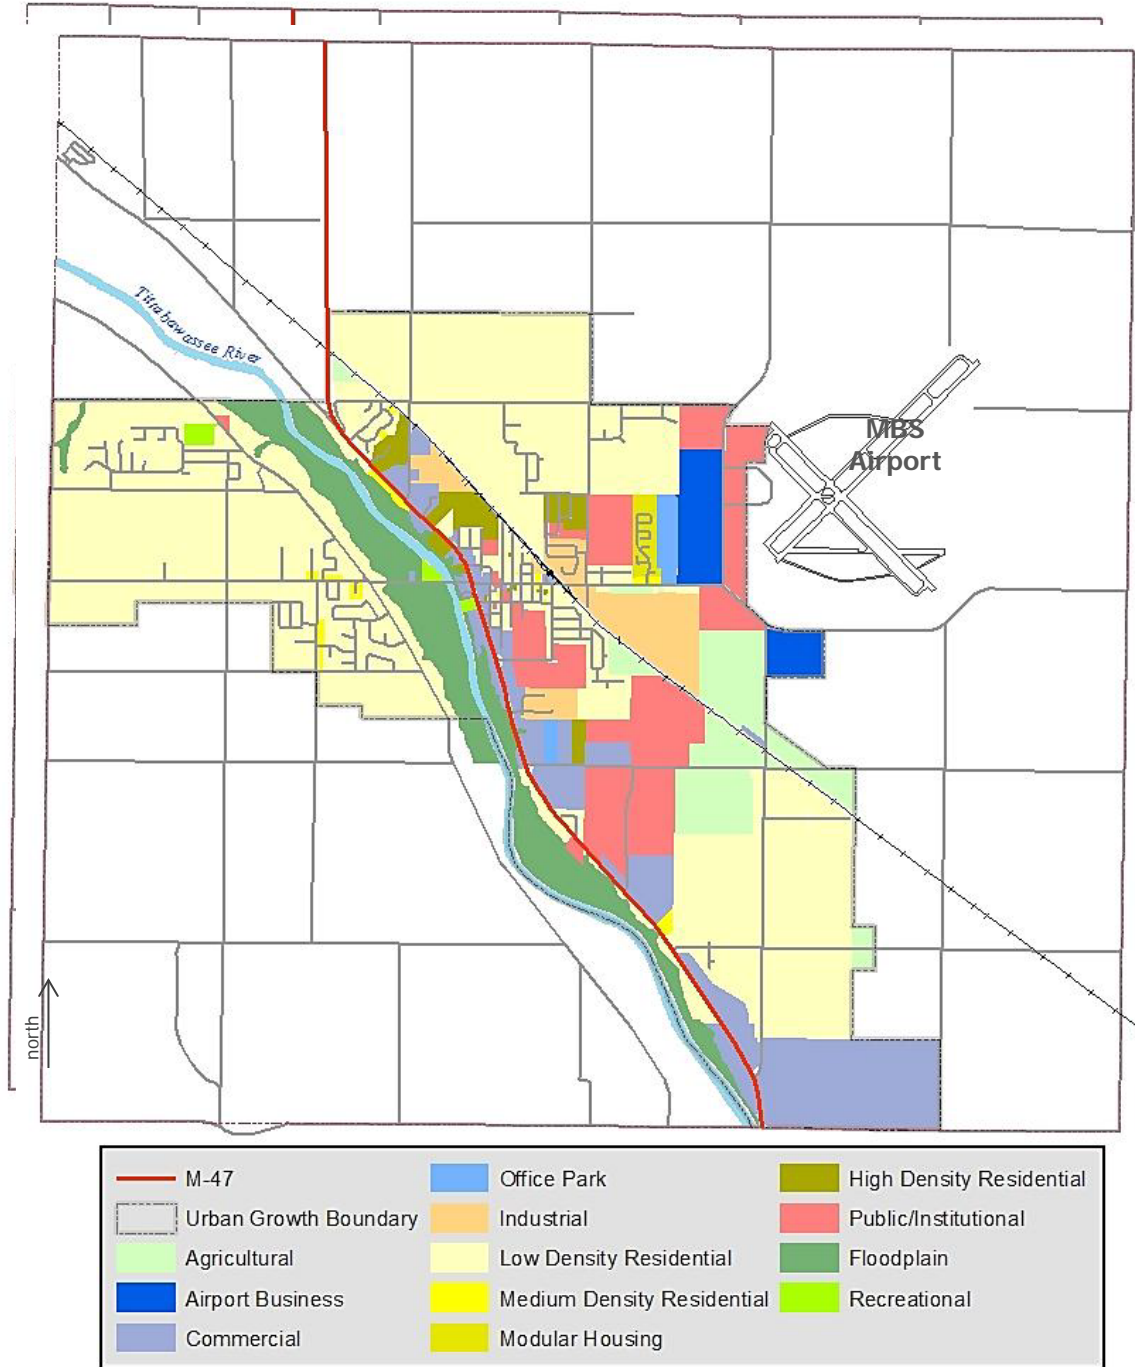 Tittabawassee River
MBS
Airport
north
M-47
Urban Growth Boundary
Agricultural
Airport Business
Commercial
Office Park
Industrial
Low Density Residential
Medium Density Residential
Modular Housing
High Density Residential
Public/Institutional
Floodplain
Recreational